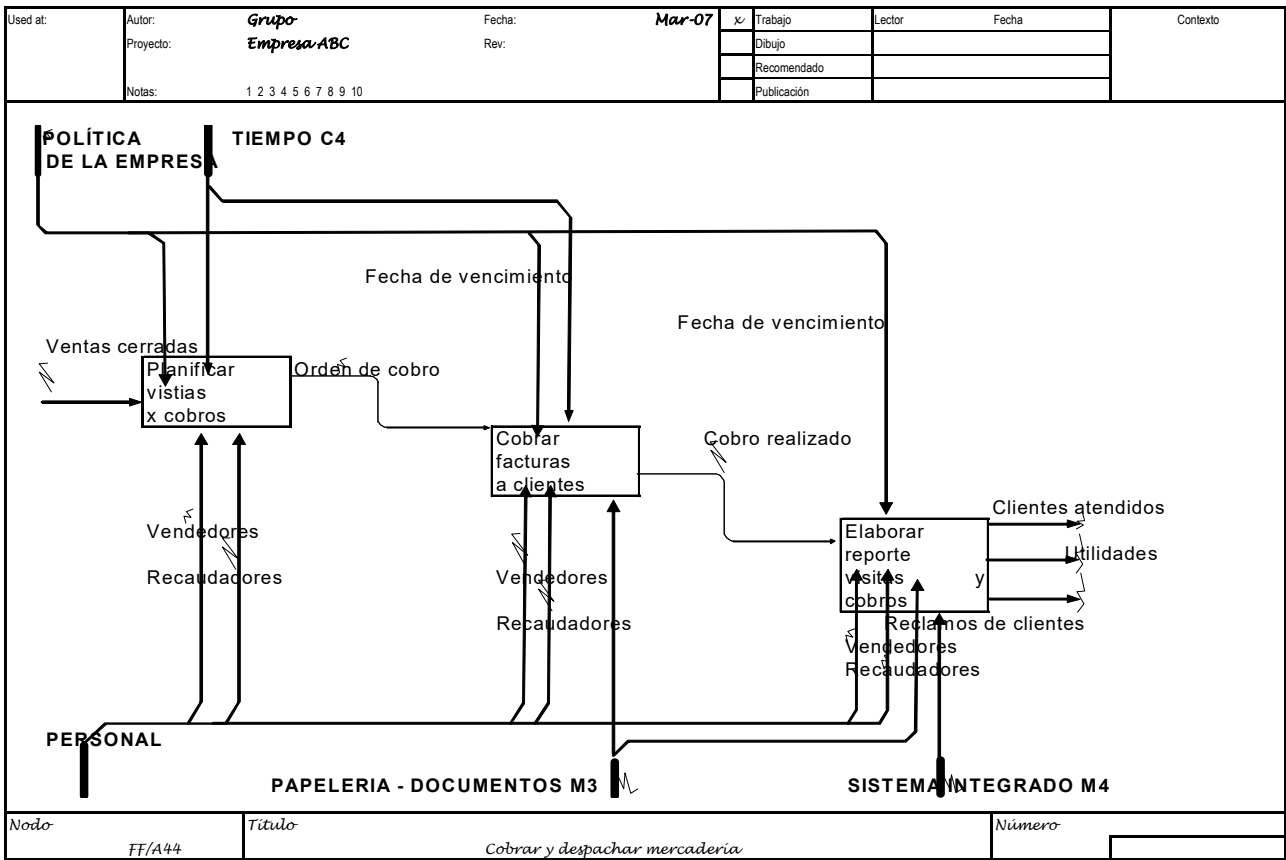 Used at: Autor: Grupo Fecha: Mar-07 x Trabajo Lector Fecha Contexto
Proyecto: Empresa ABC Rev: Dibujo
Recomendado
Notas: 1 2 3 4 5 6 7 8 9 10 Publicación
POLÍTICA TIEMPO C4
DE LA EMPRESA
Fecha de vencimiento
Fecha de vencimiento
Ventas cerradas
Planificar
vistias
x cobros
Orden de cobro
Cobrar
facturas
a clientes
Cobro realizado
Clientes atendidos
Elaborar
reporte
visitas y
cobros
Utilidades
Reclamos de clientes
Vendedores
Recaudadores
Vendedores
Recaudadores
Vendedores
Recaudadores
PERSONAL
PAPELERIA - DOCUMENTOS M3
SISTEMA INTEGRADO M4
Nodo Título Número
FF/A44 Cobrar y despachar mercadería